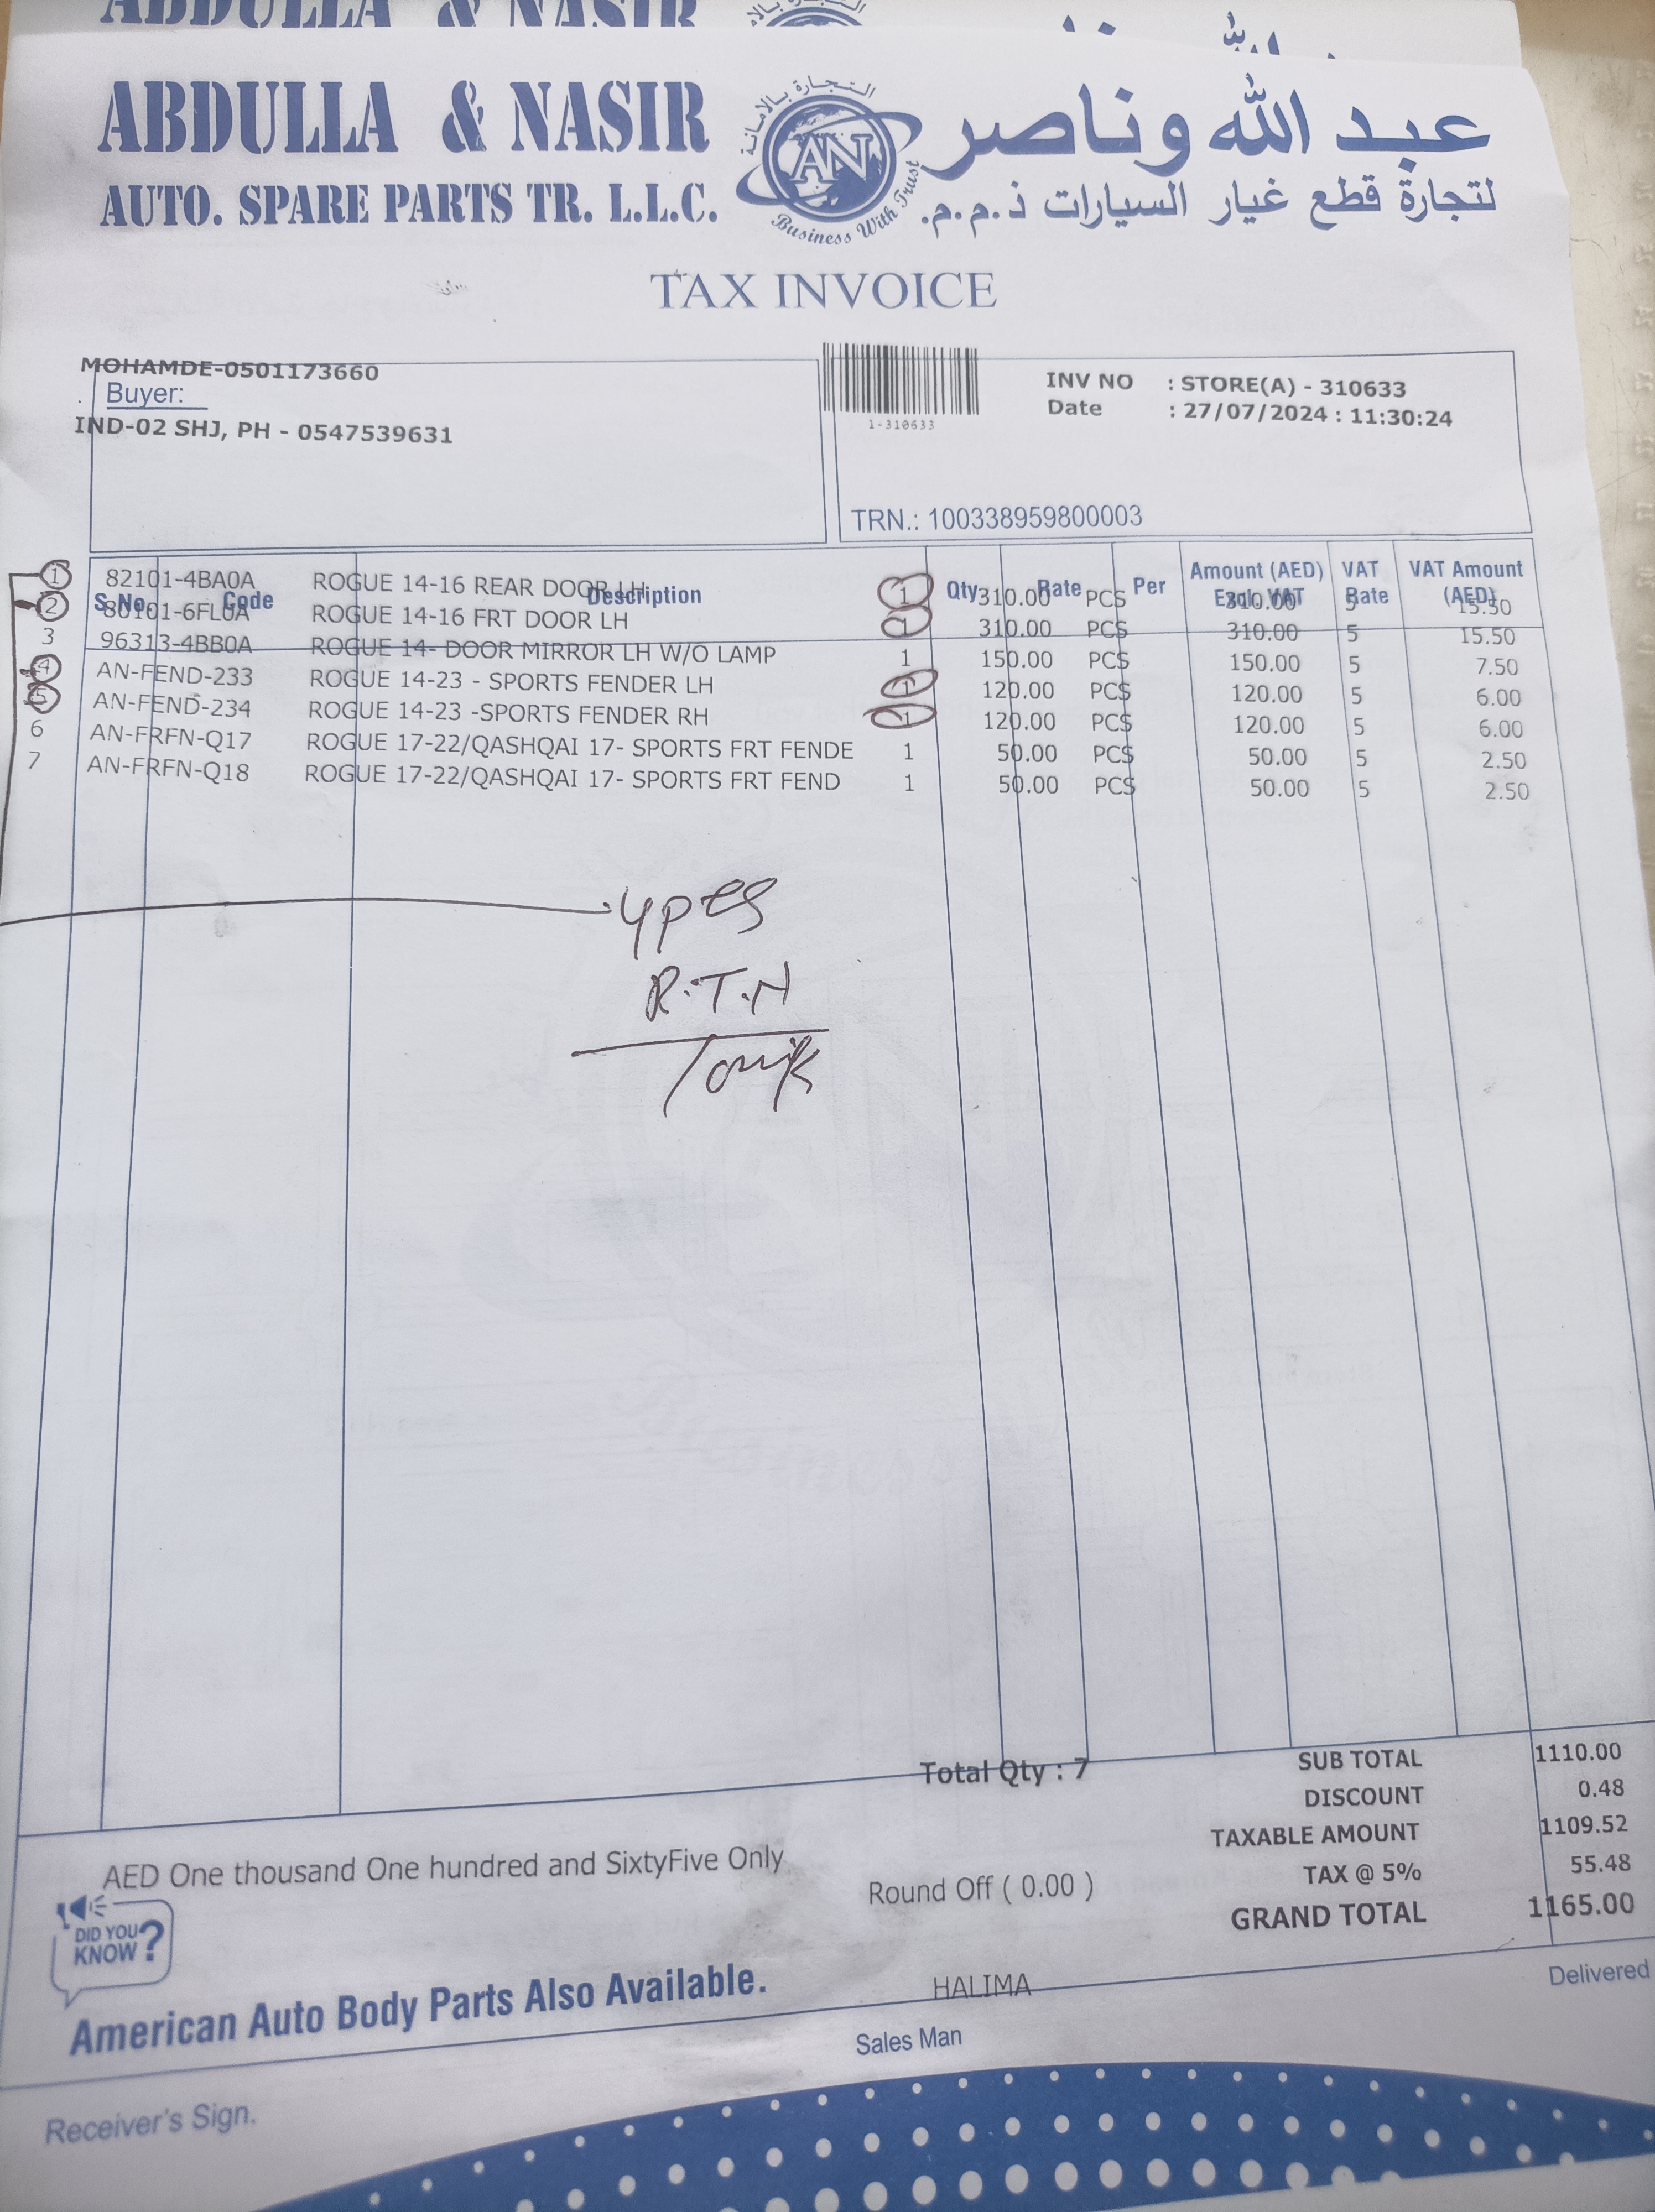 ABDULLA & NASIR
ABDULLA & NASIR
AUTO. SPARE PARTS TR. L.L.C.
التجارة بالامانة
AN
Business With Trust
عبد الله وناصر
لتجارة قطع غيار السيارات ذ.م.م.
TAX INVOICE
MOHAMDE-0501173660
Buyer:
IND-02 SHJ, PH - 0547539631
1-310633
INV NO : STORE(A) - 310633
Date : 27/07/2024 : 11:30:24
TRN.: 100338959800003
S. No. Code Description Qty Rate Per Amount (AED) Excl. VAT VAT Rate VAT Amount (AED)
1 82101-4BA0A ROGUE 14-16 REAR DOOR LH 1 310.00 PCS 310.00 5 15.50
2 80101-6FL0A ROGUE 14-16 FRT DOOR LH 1 310.00 PCS 310.00 5 15.50
3 96313-4BB0A ROGUE 14- DOOR MIRROR LH W/O LAMP 1 150.00 PCS 150.00 5 7.50
4 AN-FEND-233 ROGUE 14-23 - SPORTS FENDER LH 1 120.00 PCS 120.00 5 6.00
5 AN-FEND-234 ROGUE 14-23 -SPORTS FENDER RH 1 120.00 PCS 120.00 5 6.00
6 AN-FRFN-Q17 ROGUE 17-22/QASHQAI 17- SPORTS FRT FENDE 1 50.00 PCS 50.00 5 2.50
7 AN-FRFN-Q18 ROGUE 17-22/QASHQAI 17- SPORTS FRT FEND 1 50.00 PCS 50.00 5 2.50
4pes
R.T.N
Total Qty : 7
SUB TOTAL 1110.00
DISCOUNT 0.48
TAXABLE AMOUNT 1109.52
AED One thousand One hundred and SixtyFive Only
Round Off ( 0.00 )
TAX @ 5% 55.48
GRAND TOTAL 1165.00
DID YOU KNOW ?
American Auto Body Parts Also Available.
HALIMA
Sales Man
Delivered
Receiver's Sign.